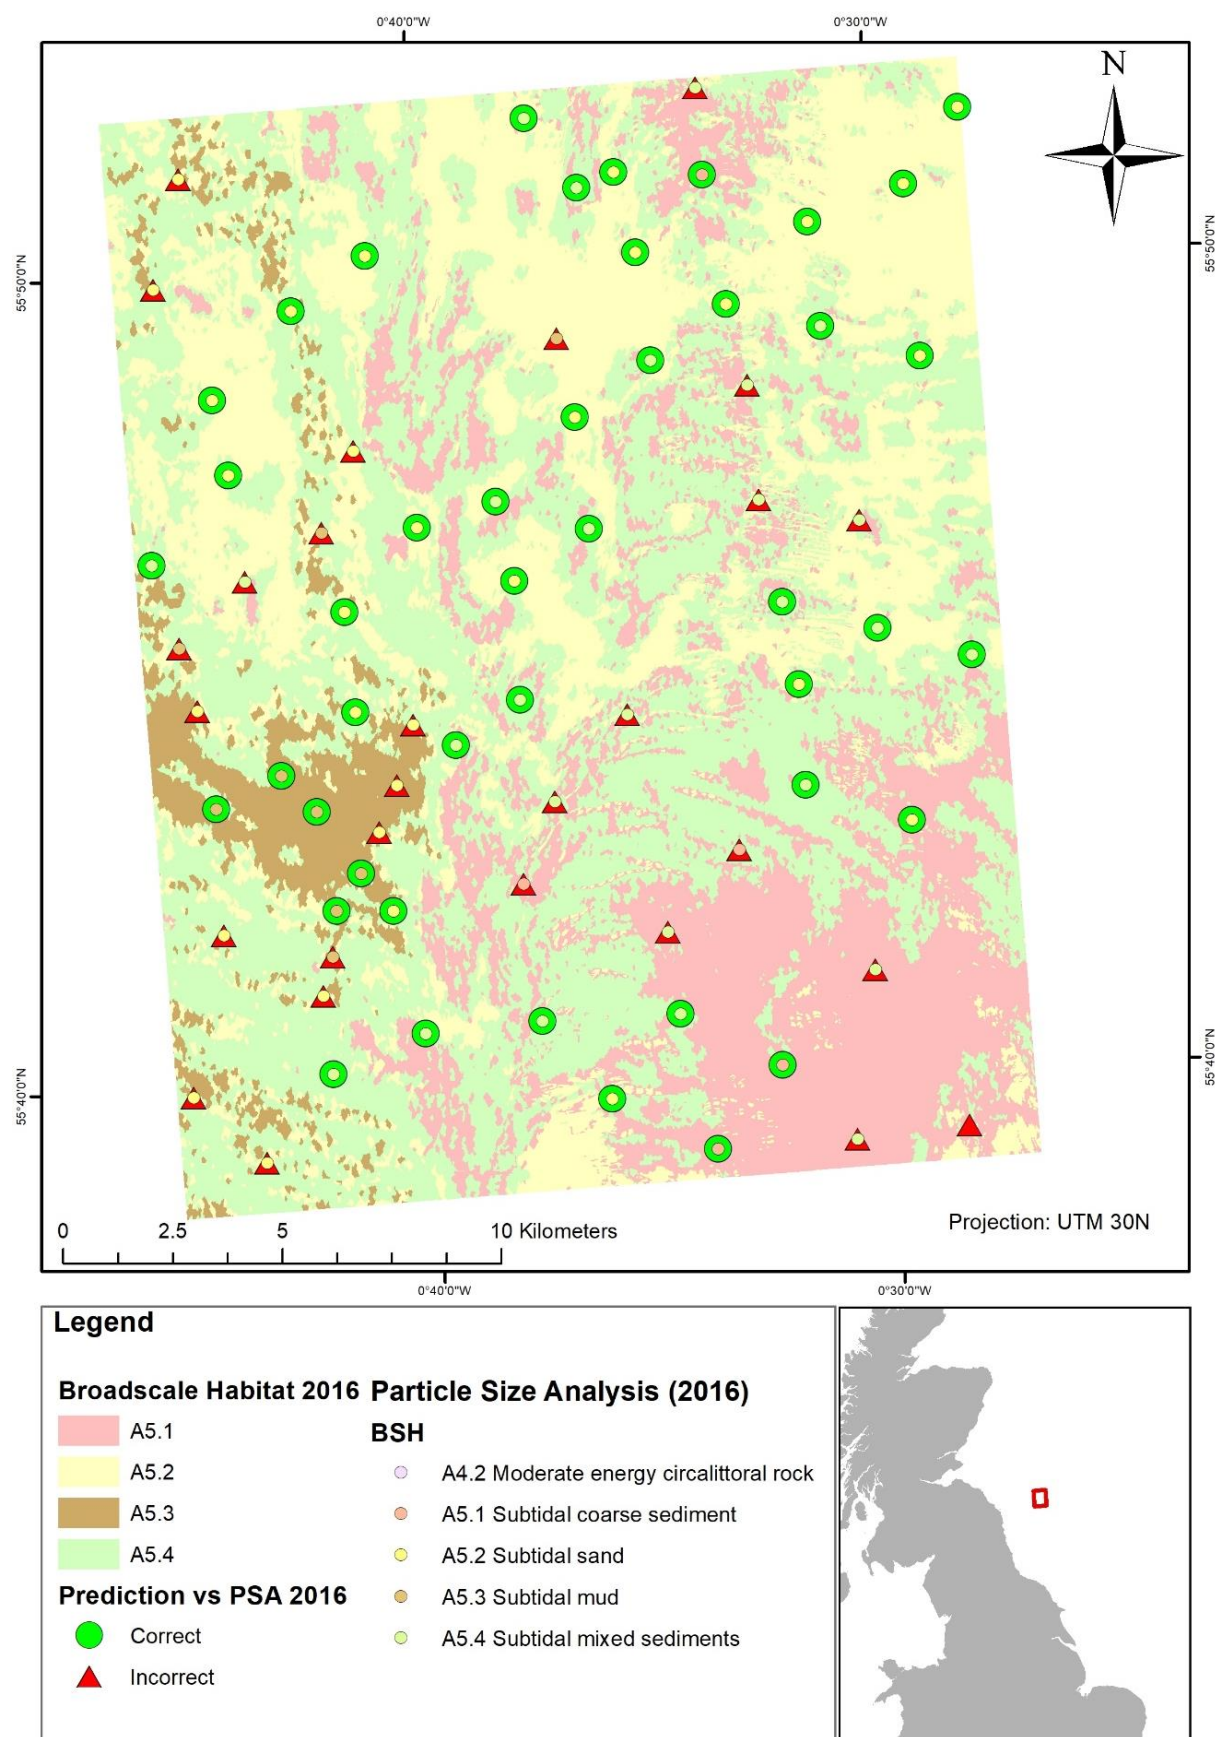 0°40'0"W 0°30'0"W
N
55°50'0"N
55°50'0"N
55°40'0"N
55°40'0"N
0 2.5 5 10 Kilometers
Projection: UTM 30N
0°40'0"W 0°30'0"W
Legend
Broadscale Habitat 2016
A5.1
A5.2
A5.3
A5.4
Prediction vs PSA 2016
Correct
Incorrect
Particle Size Analysis (2016)
BSH
A4.2 Moderate energy circalittoral rock
A5.1 Subtidal coarse sediment
A5.2 Subtidal sand
A5.3 Subtidal mud
A5.4 Subtidal mixed sediments